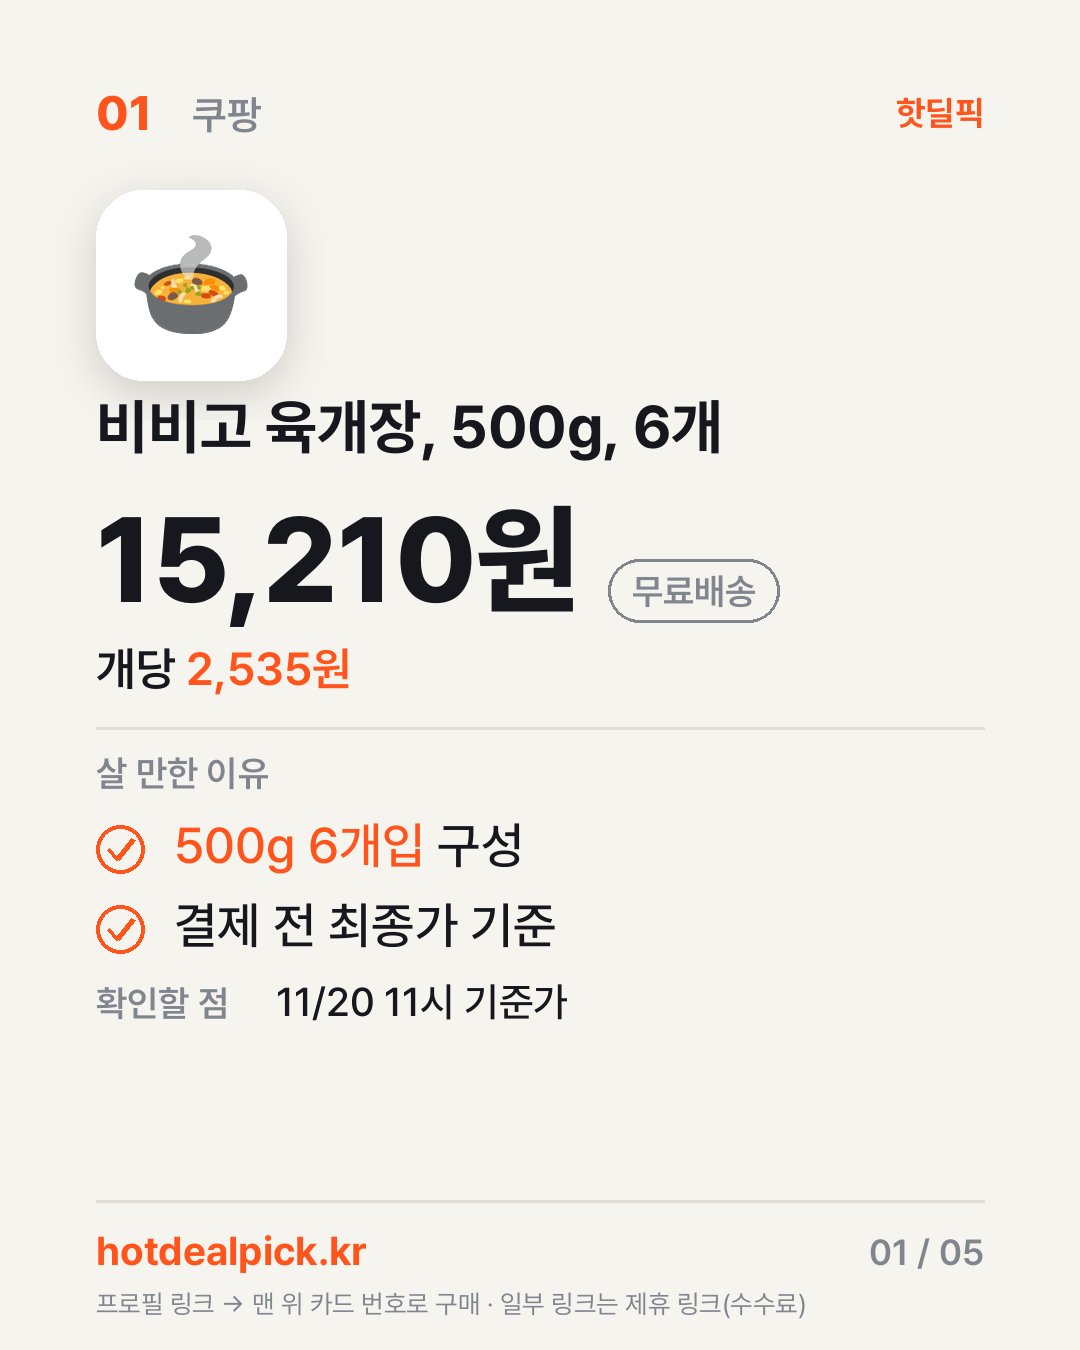 01 쿠팡 핫딜픽
비비고 육개장, 500g, 6개
15,210원 무료배송
개당 2,535원
살 만한 이유
500g 6개입 구성
결제 전 최종가 기준
확인할 점 11/20 11시 기준가
hotdealpick.kr 01 / 05
프로필 링크 → 맨 위 카드 번호로 구매 · 일부 링크는 제휴 링크(수수료)